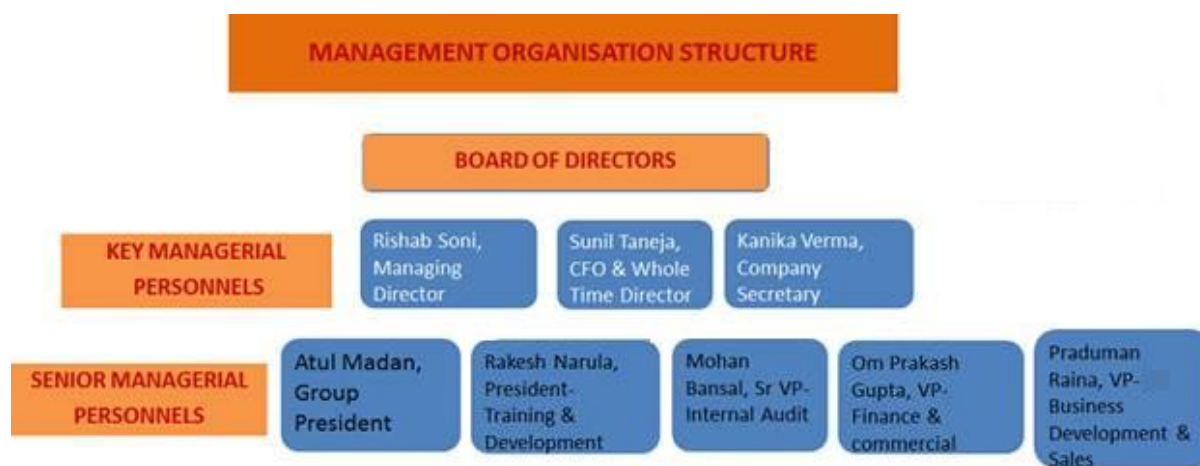 MANAGEMENT ORGANISATION STRUCTURE
BOARD OF DIRECTORS
KEY MANAGERIAL
PERSONNELS
Rishab Soni,
Managing
Director
Sunil Taneja,
CFO & Whole
Time Director
Kanika Verma,
Company
Secretary
SENIOR MANAGERIAL
PERSONNELS
Atul Madan,
Group
President
Rakesh Narula,
President-
Training &
Development
Mohan
Bansal, Sr VP-
Internal Audit
Om Prakash
Gupta, VP-
Finance &
commercial
Praduman
Raina, VP-
Business
Development &
Sales